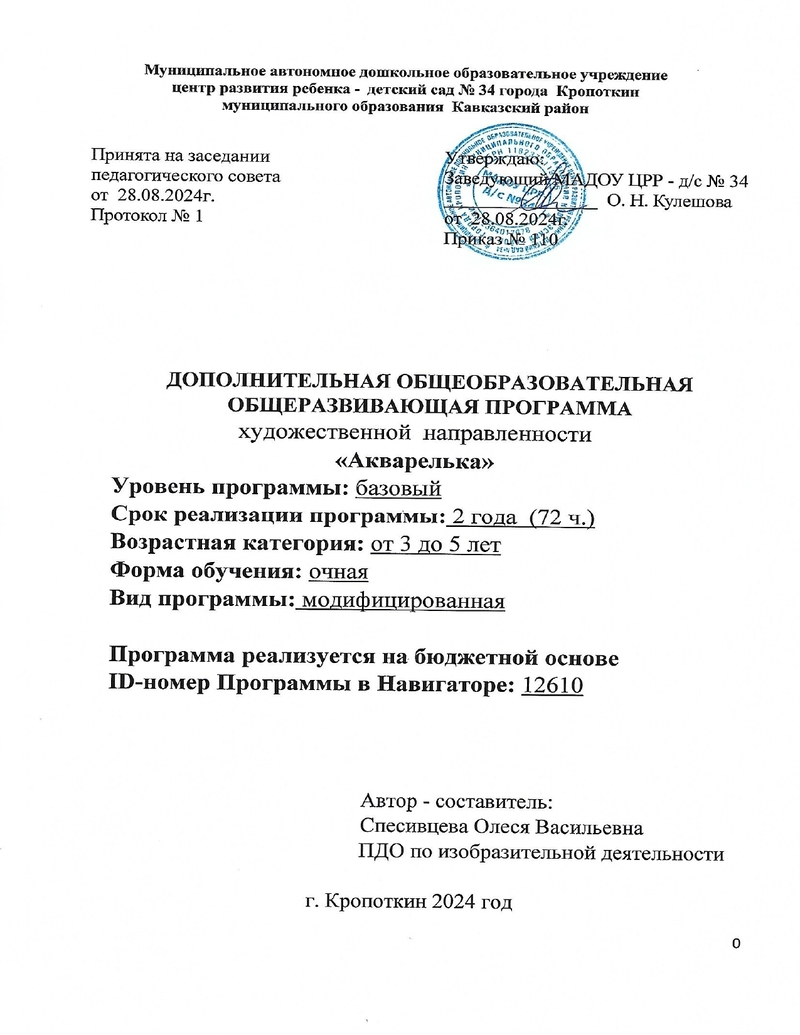 Муниципальное автономное дошкольное образовательное учреждение
центр развития ребенка - детский сад № 34 города Кропоткин
муниципального образования Кавказский район
Принята на заседании
педагогического совета
от 28.08.2024г.
Протокол № 1
Утверждаю:
Заведующий МАДОУ ЦРР - д/с № 34
О. Н. Кулешова
от 28.08.2024г.
Приказ № 110
ДОПОЛНИТЕЛЬНАЯ ОБЩЕОБРАЗОВАТЕЛЬНАЯ
ОБЩЕРАЗВИВАЮЩАЯ ПРОГРАММА
художественной направленности
«Акварелька»
Уровень программы: базовый
Срок реализации программы: 2 года (72 ч.)
Возрастная категория: от 3 до 5 лет
Форма обучения: очная
Вид программы: модифицированная
Программа реализуется на бюджетной основе
ID-номер Программы в Навигаторе: 12610
Автор - составитель:
Спесивцева Олеся Васильевна
ПДО по изобразительной деятельности
г. Кропоткин 2024 год
0